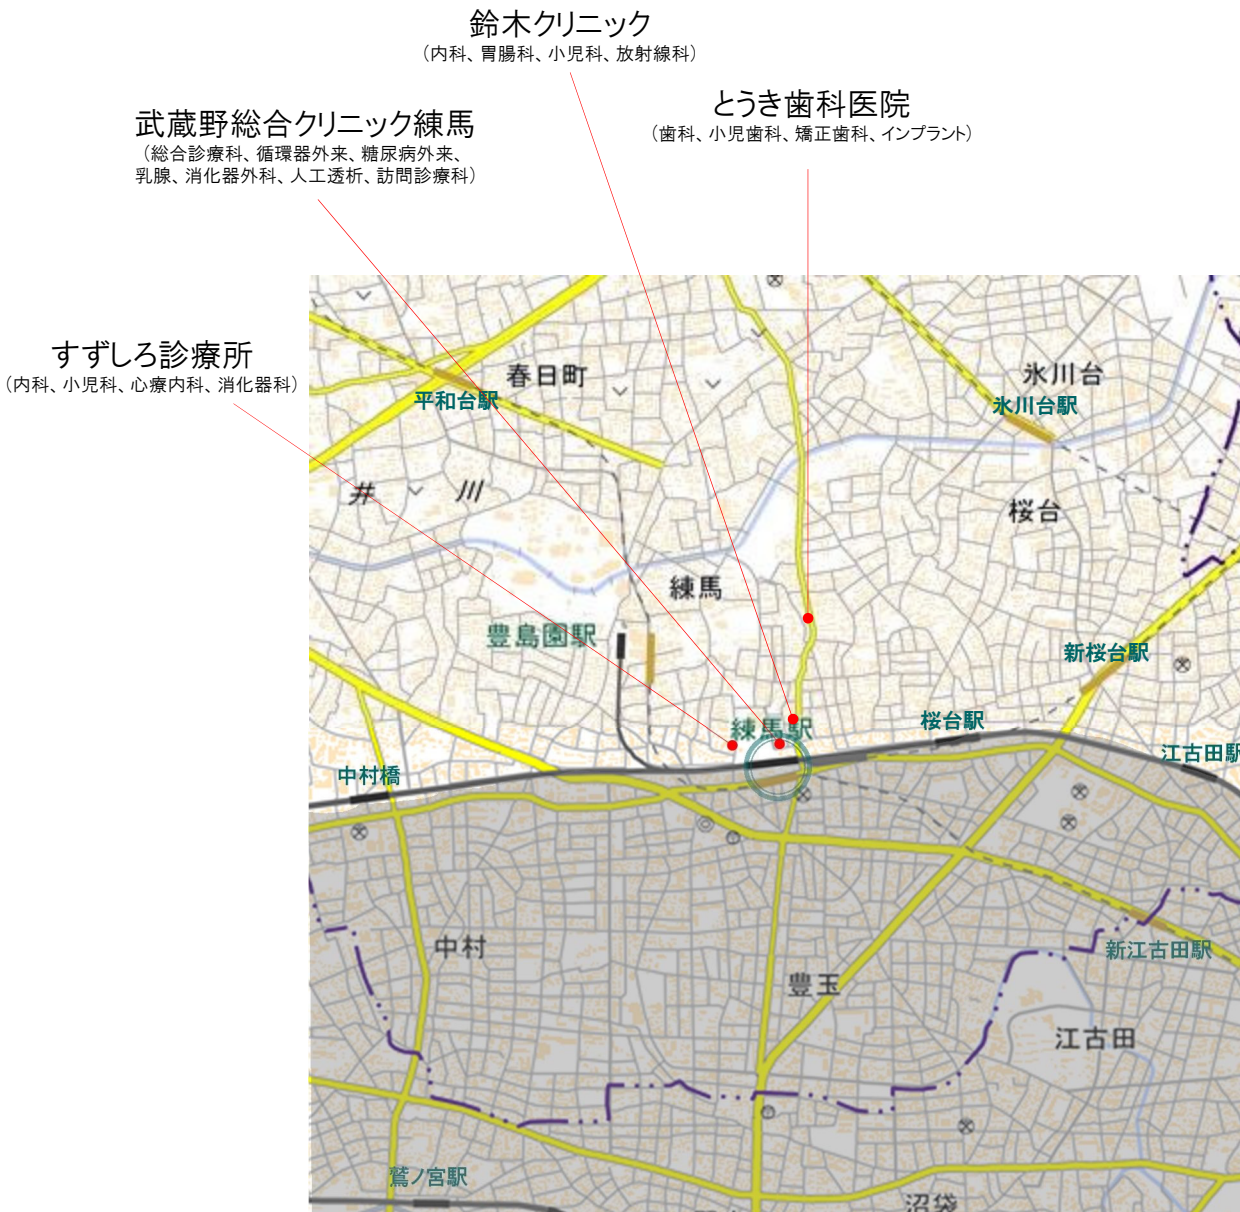 鈴木クリニック
（内科、胃腸科、小児科、放射線科）
とうき歯科医院
（歯科、小児歯科、矯正歯科、インプラント）
武蔵野総合クリニック練馬
（総合診療科、循環器外来、糖尿病外来、
乳腺、消化器外科、人工透析、訪問診療科）
すずしろ診療所
（内科、小児科、心療内科、消化器科）
春日町
平和台駅
氷川台
氷川台駅
井 川
桜台
練馬
豊島園駅
新桜台駅
練馬駅
桜台駅
江古田駅
中村橋
中村
豊玉
新江古田駅
江古田
鷺ノ宮駅
沼袋